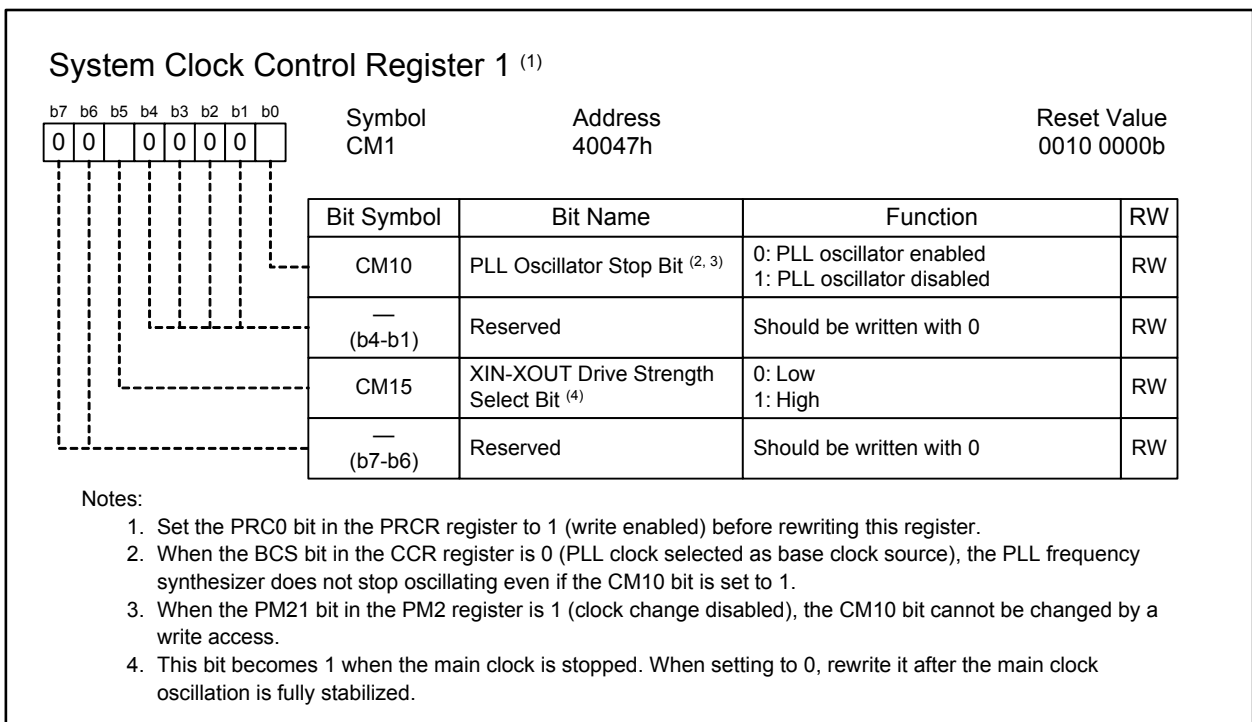 System Clock Control Register 1 (1)
b7 b6 b5 b4 b3 b2 b1 b0
0 0 0 0 0 0
Symbol Address Reset Value
CM1 40047h 0010 0000b
Bit Symbol Bit Name Function RW
CM10 PLL Oscillator Stop Bit (2, 3) 0: PLL oscillator enabled
1: PLL oscillator disabled RW
—
(b4-b1) Reserved Should be written with 0 RW
CM15 XIN-XOUT Drive Strength
Select Bit (4) 0: Low
1: High RW
—
(b7-b6) Reserved Should be written with 0 RW
Notes:
1. Set the PRC0 bit in the PRCR register to 1 (write enabled) before rewriting this register.
2. When the BCS bit in the CCR register is 0 (PLL clock selected as base clock source), the PLL frequency
synthesizer does not stop oscillating even if the CM10 bit is set to 1.
3. When the PM21 bit in the PM2 register is 1 (clock change disabled), the CM10 bit cannot be changed by a
write access.
4. This bit becomes 1 when the main clock is stopped. When setting to 0, rewrite it after the main clock
oscillation is fully stabilized.